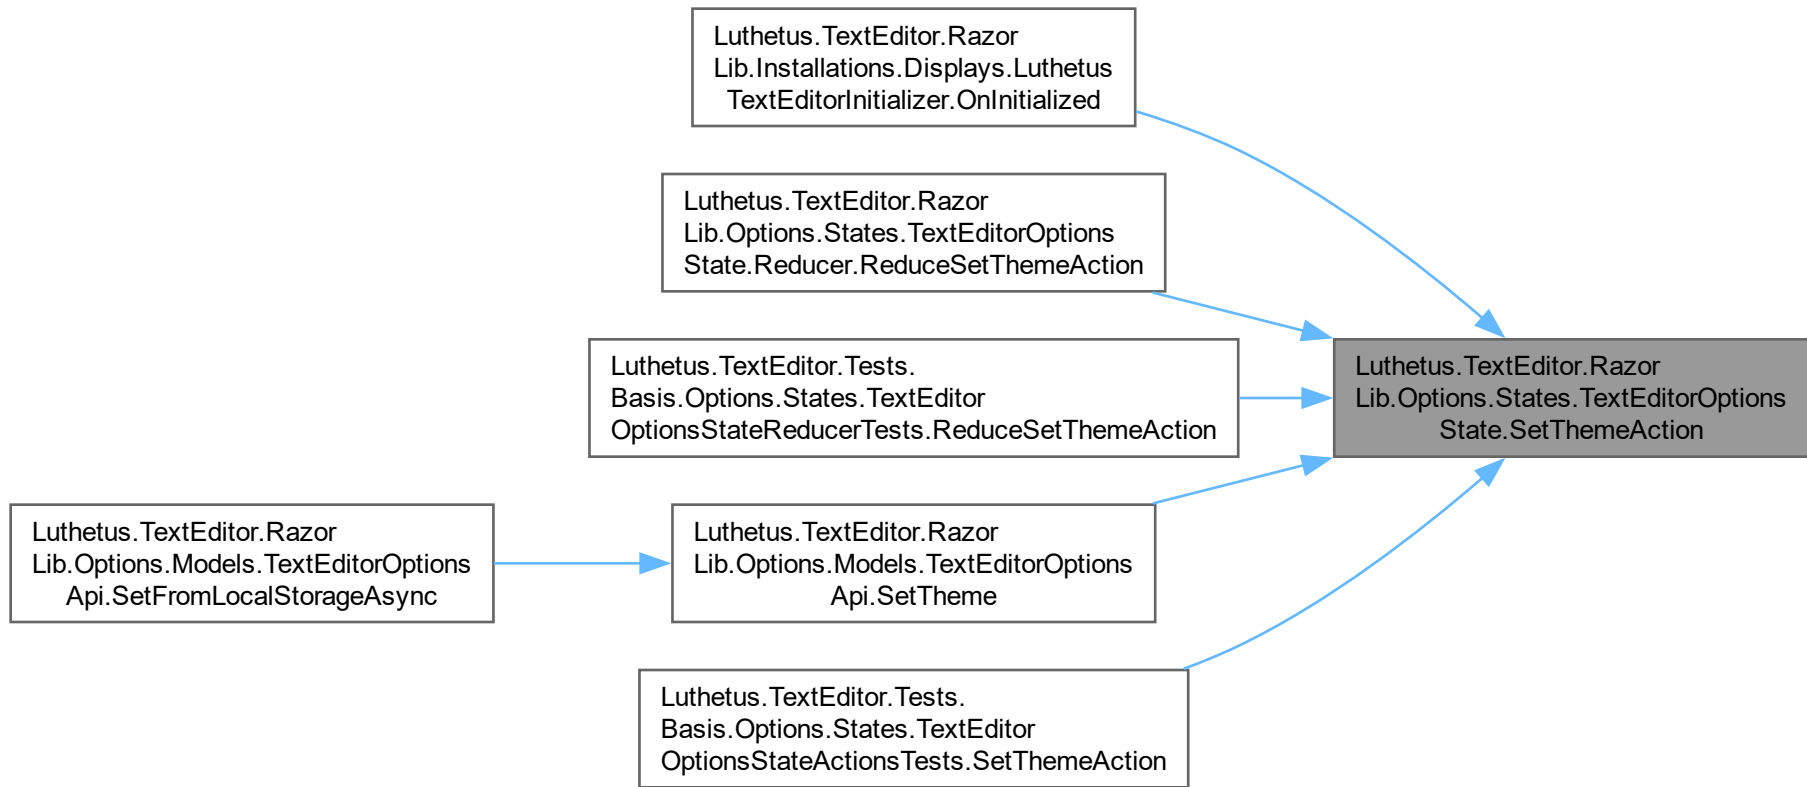 Luthetus.TextEditor.Razor
Lib.Installations.Displays.Luthetus
TextEditorInitializer.OnInitialized
Luthetus.TextEditor.Razor
Lib.Options.States.TextEditorOptions
State.Reducer.ReduceSetThemeAction
Luthetus.TextEditor.Tests.
Basis.Options.States.TextEditor
OptionsStateReducerTests.ReduceSetThemeAction
Luthetus.TextEditor.Razor
Lib.Options.States.TextEditorOptions
State.SetThemeAction
Luthetus.TextEditor.Razor
Lib.Options.Models.TextEditorOptions
Api.SetFromLocalStorageAsync
Luthetus.TextEditor.Razor
Lib.Options.Models.TextEditorOptions
Api.SetTheme
Luthetus.TextEditor.Tests.
Basis.Options.States.TextEditor
OptionsStateActionsTests.SetThemeAction